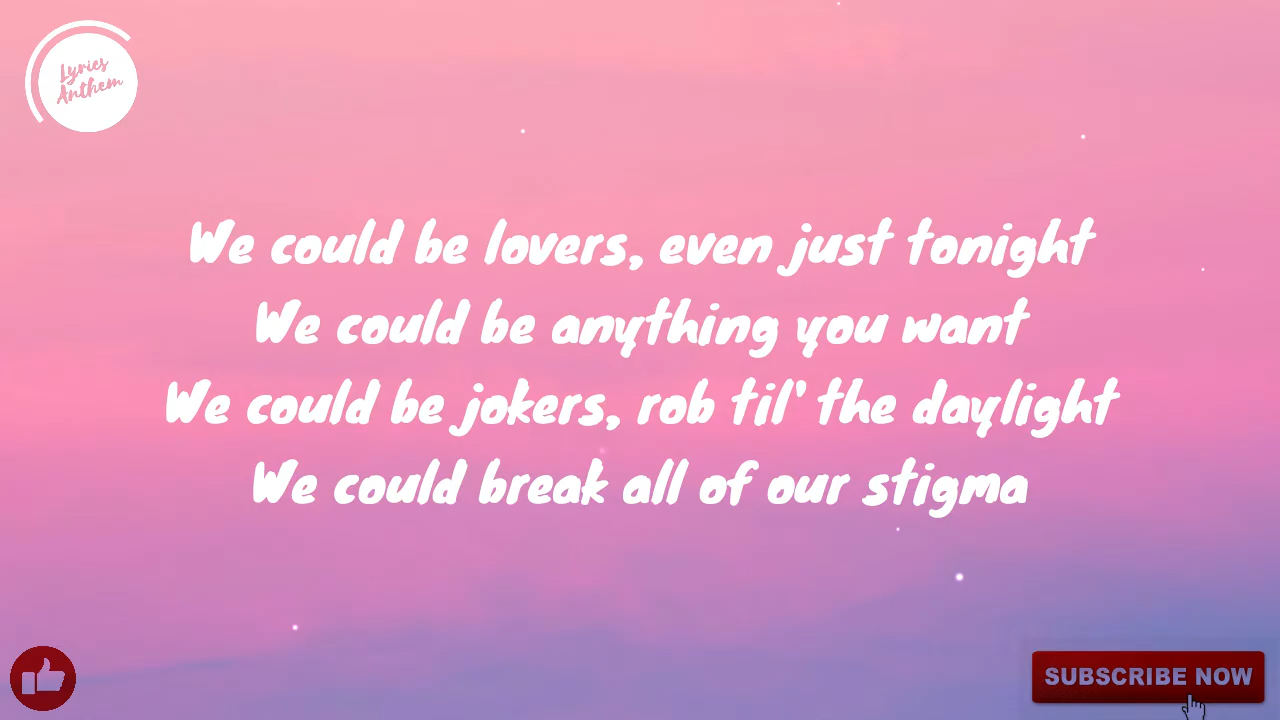 Lyrics
Anthem
We could be lovers, even just tonight
We could be anything you want
We could be jokers, rob til' the daylight
We could break all of our stigma
SUBSCRIBE NOW